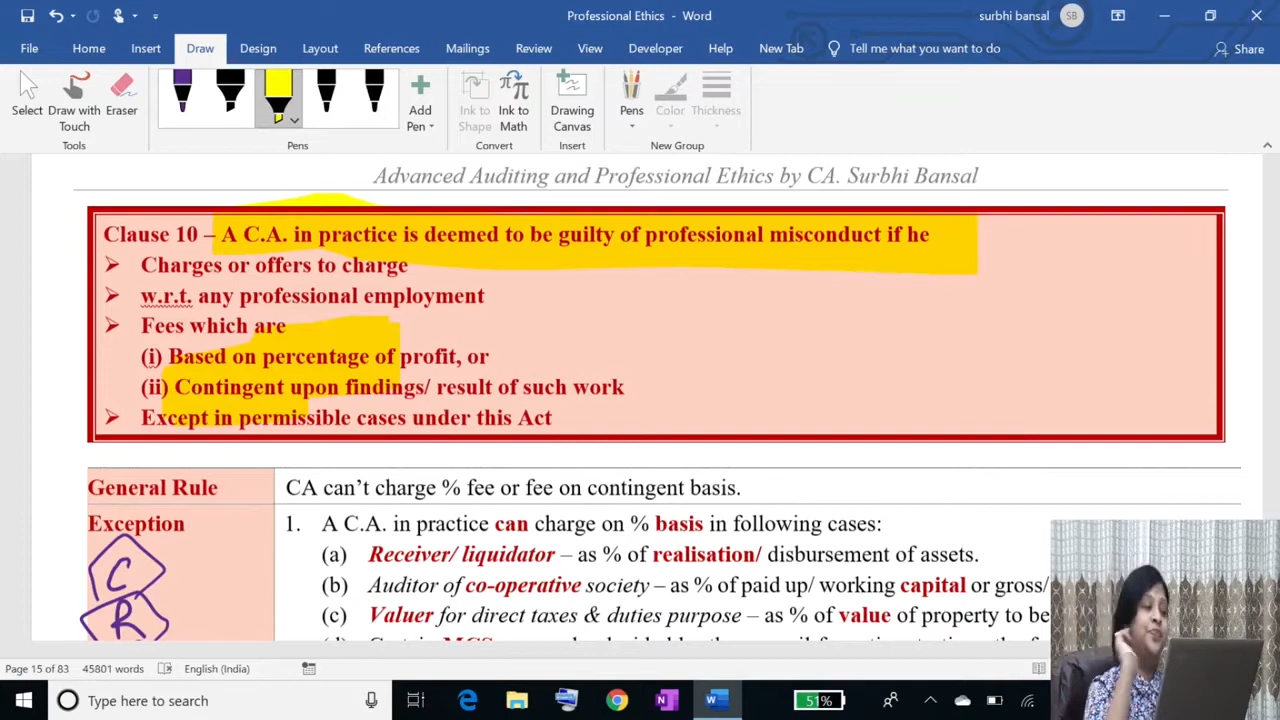 Professional Ethics - Word
surbhi bansal SB
File Home Insert Draw Design Layout References Mailings Review View Developer Help New Tab Tell me what you want to do Share
Select Draw with Touch Eraser
Add Pen
Ink to Shape Ink to Math
Drawing Canvas
Pens Color Thickness
Tools Pens Convert Insert New Group
Advanced Auditing and Professional Ethics by CA. Surbhi Bansal
Clause 10 – A C.A. in practice is deemed to be guilty of professional misconduct if he
➢ Charges or offers to charge
➢ w.r.t. any professional employment
➢ Fees which are
(i) Based on percentage of profit, or
(ii) Contingent upon findings/ result of such work
➢ Except in permissible cases under this Act
General Rule CA can't charge % fee or fee on contingent basis.
Exception 1. A C.A. in practice can charge on % basis in following cases:
(a) Receiver/ liquidator – as % of realisation/ disbursement of assets.
C
(b) Auditor of co-operative society – as % of paid up/ working capital or gross/
(c) Valuer for direct taxes & duties purpose – as % of value of property to be
R
Page 15 of 83 45801 words English (India)
Type here to search
51%